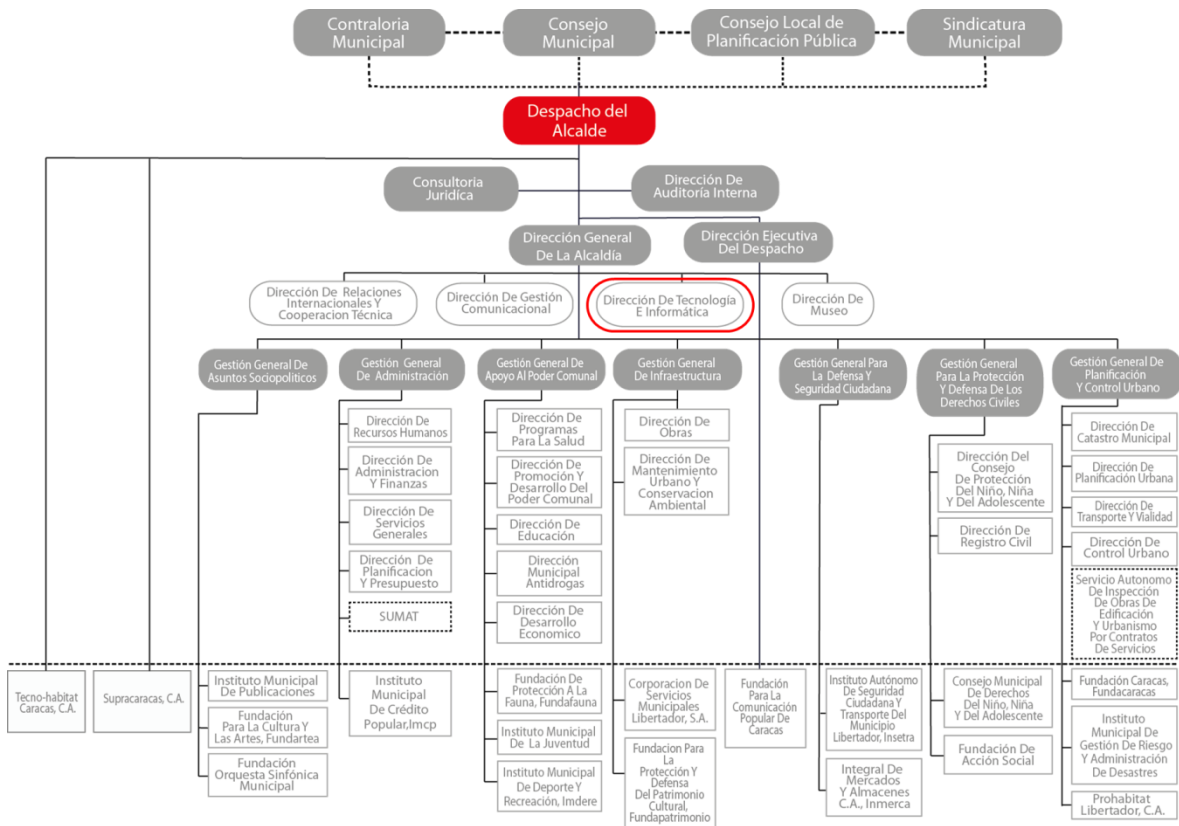 Contraloria
Municipal
Consejo
Municipal
Consejo Local de
Planificación Pública
Sindicatura
Municipal
Despacho del
Alcalde
Consultoria
Juridíca
Dirección De
Auditoría Interna
Dirección General
De La Alcaldía
Dirección Ejecutiva
Del Despacho
Dirección De Relaciones
Internacionales Y
Cooperacion Técnica
Dirección De Gestión
Comunicacional
Dirección De Tecnología
E Informática
Dirección De
Museo
Gestión General De
Asuntos Sociopoliticos
Gestión General
De Administración
Gestión General De
Apoyo Al Poder Comunal
Gestión General
De Infraestructura
Gestión General Para
La Defensa Y
Seguridad Ciudadana
Gestión General
Para La Protección
Y Defensa De Los
Derechos Civiles
Gestión General De
Planificación
Y Control Urbano
Dirección De
Recursos Humanos
Dirección De
Administracion
Y Finanzas
Dirección De
Servicios
Generales
Dirección De
Planificacion
Y Presupuesto
SUMAT
Dirección De
Programas
Para La Salud
Dirección De
Promoción Y
Desarrollo Del
Poder Comunal
Dirección De
Educación
Dirección
Municipal
Antidrogas
Dirección De
Desarrollo
Economico
Dirección De
Obras
Dirección De
Mantenimiento
Urbano Y
Conservacion
Ambiental
Dirección Del
Consejo
De Protección
Del Niño, Niña
Y Del Adolescente
Dirección De
Registro Civil
Dirección De
Catastro Municipal
Dirección De
Planificación Urbana
Dirección De
Transporte Y Vialidad
Dirección De
Control Urbano
Servicio Autonomo
De Inspección
De Obras De
Edificación
Y Urbanismo
Por Contratos
De Servicios
Tecno-habitat
Caracas, C.A.
Supracaracas, C.A.
Instituto Municipal
De Publicaciones
Fundación
Para La Cultura Y
Las Artes, Fundartea
Fundación
Orquesta Sinfónica
Municipal
Instituto
Municipal
De Crédito
Popular,Imcp
Fundación De
Protección A La
Fauna, Fundafauna
Instituto Municipal
De La Juventud
Instituto Municipal
De Deporte Y
Recreación, Imdere
Corporacion De
Servicios
Municipales
Libertador, S.A.
Fundacion Para
La
Protección Y
Defensa
Del Patrimonio
Cultural,
Fundapatrimonio
Fundación
Para La
Comunicación
Popular De
Caracas
Instituto Autónomo
De Seguridad
Ciudadana Y
Transporte Del
Municipio
Libertador, Insetra
Integral De
Mercados
Y Almacenes
C.A., Inmerca
Consejo Municipal
De Derechos
Del Niño, Niña
Y Del Adolescente
Fundación De
Acción Social
Fundación Caracas,
Fundacaracas
Instituto
Municipal De
Gestión De Riesgo
Y Administración
De Desastres
Prohabitat
Libertador, C.A.